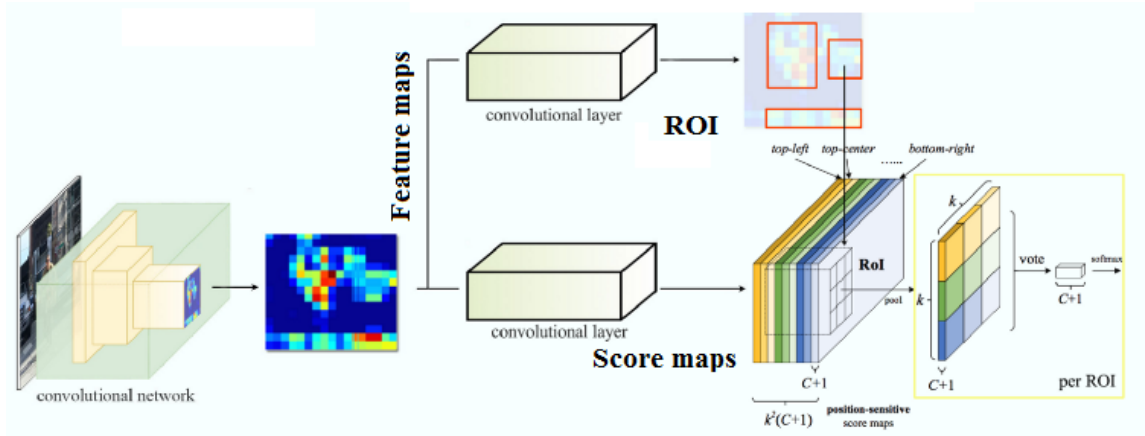 Feature maps
convolutional layer
ROI
top-left top-center ...... bottom-right
k
RoI
pool
k
vote
softmax
C+1
convolutional layer
Score maps
convolutional network
C+1
C+1
per ROI
k²(C+1)
position-sensitive
score maps